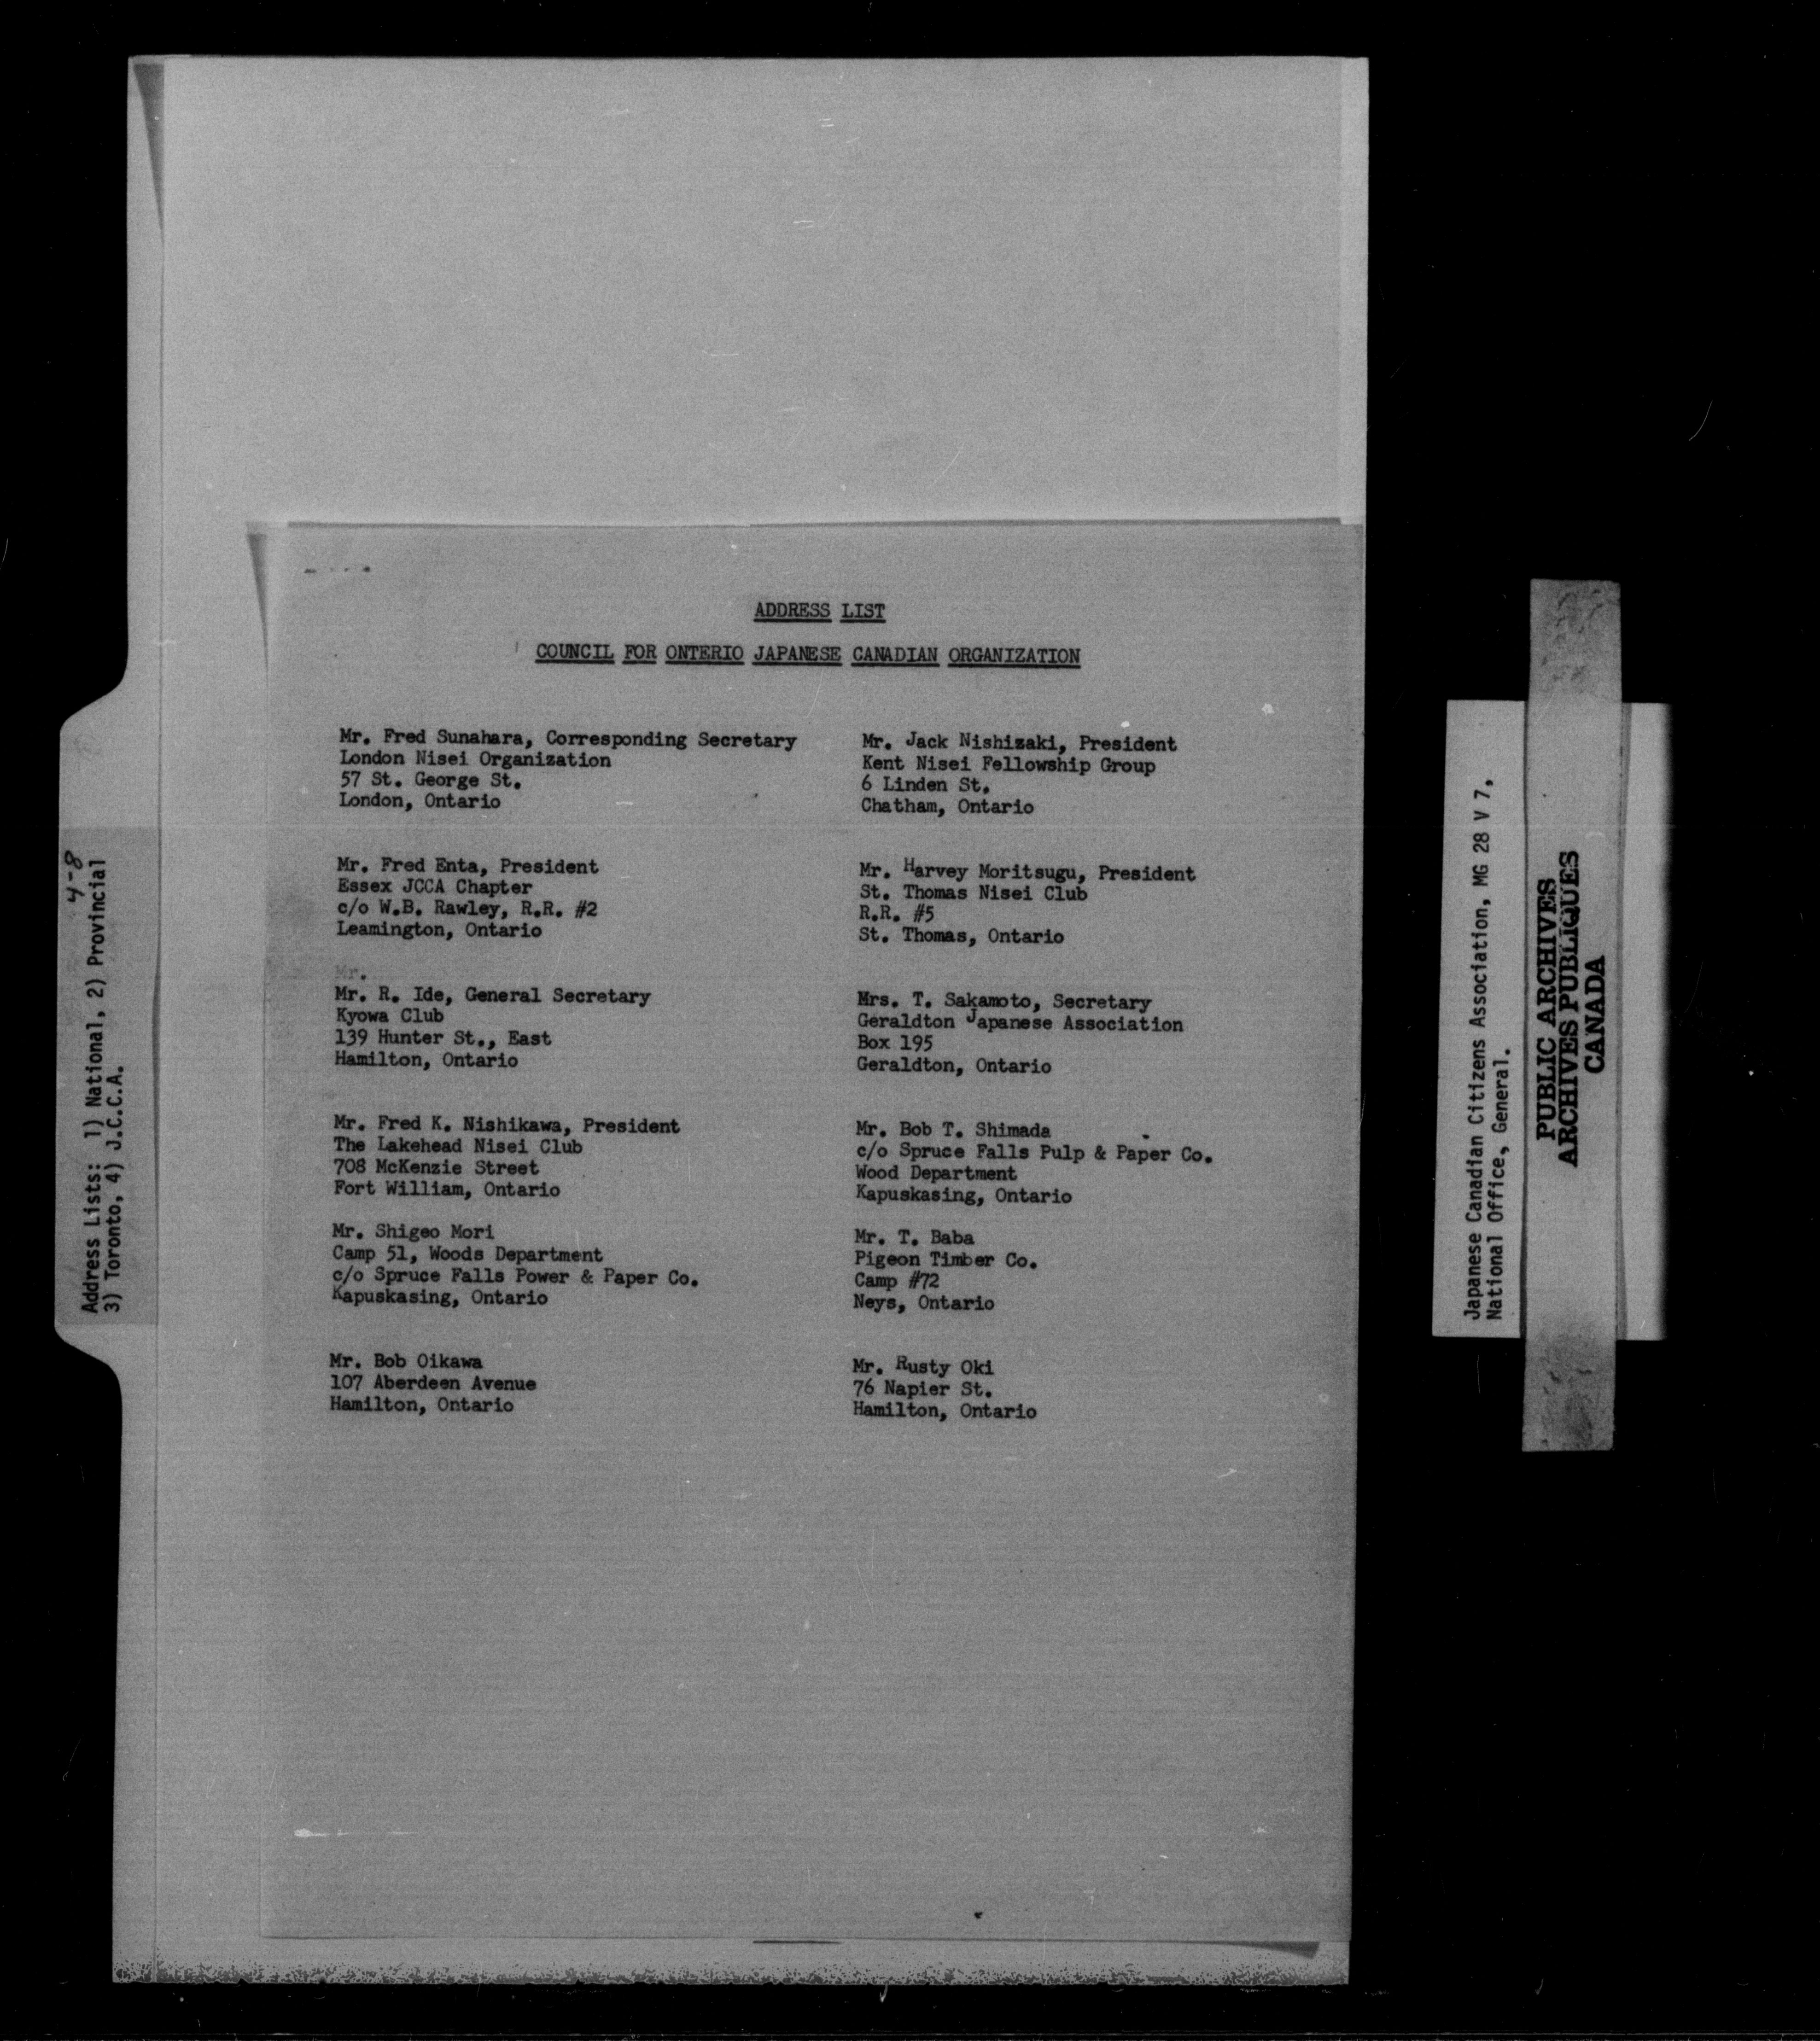 ADDRESS LIST
COUNCIL FOR ONTERIO JAPANESE CANADIAN ORGANIZATION
Mr. Fred Sunahara, Corresponding Secretary
London Nisei Organization
57 St. George St.
London, Ontario
Mr. Jack Nishizaki, President
Kent Nisei Fellowship Group
6 Linden St.
Chatham, Ontario
Mr. Fred Enta, President
Essex JCCA Chapter
c/o W.B. Rawley, R.R. #2
Leamington, Ontario
Mr. Harvey Moritsugu, President
St. Thomas Nisei Club
R.R. #5
St. Thomas, Ontario
Mr.
Mr. R. Ide, General Secretary
Kyowa Club
139 Hunter St., East
Hamilton, Ontario
Mrs. T. Sakamoto, Secretary
Geraldton Japanese Association
Box 195
Geraldton, Ontario
Mr. Fred K. Nishikawa, President
The Lakehead Nisei Club
708 McKenzie Street
Fort William, Ontario
Mr. Bob T. Shimada
c/o Spruce Falls Pulp & Paper Co.
Wood Department
Kapuskasing, Ontario
Mr. Shigeo Mori
Camp 51, Woods Department
c/o Spruce Falls Power & Paper Co.
Kapuskasing, Ontario
Mr. T. Baba
Pigeon Timber Co.
Camp #72
Neys, Ontario
Mr. Bob Oikawa
107 Aberdeen Avenue
Hamilton, Ontario
Mr. Rusty Oki
76 Napier St.
Hamilton, Ontario
4-8
Address Lists: 1) National, 2) Provincial
3) Toronto, 4) J.C.C.A.
Japanese Canadian Citizens Association, MG 28 V 7,
National Office, General.
PUBLIC ARCHIVES
ARCHIVES PUBLIQUES
CANADA